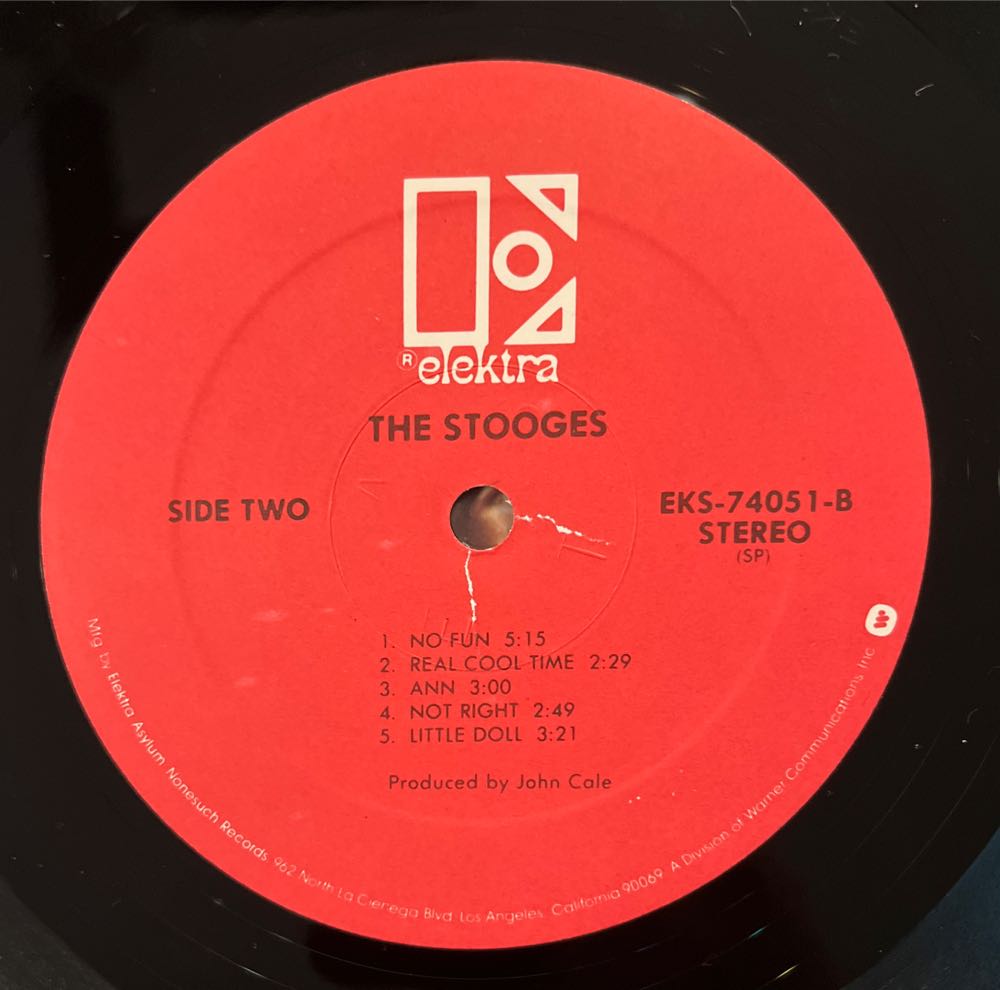 ® elektra
THE STOOGES
SIDE TWO
EKS-74051-B
STEREO
(SP)
1. NO FUN 5:15
2. REAL COOL TIME 2:29
3. ANN 3:00
4. NOT RIGHT 2:49
5. LITTLE DOLL 3:21
Produced by John Cale
Mfg. by Elektra Asylum Nonesuch Records, 962 North La Cienega Blvd. Los Angeles, California 90069 A Division of Warner Communications Inc